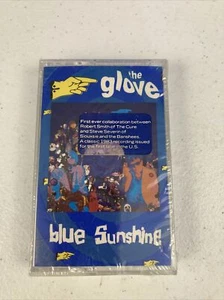 the
glove
First ever collaboration between
Robert Smith of The Cure
and Steve Severin of
Siouxsie and the Banshees.
A classic 1983 recording issued
for the first time in the U.S.
blue Sunshine